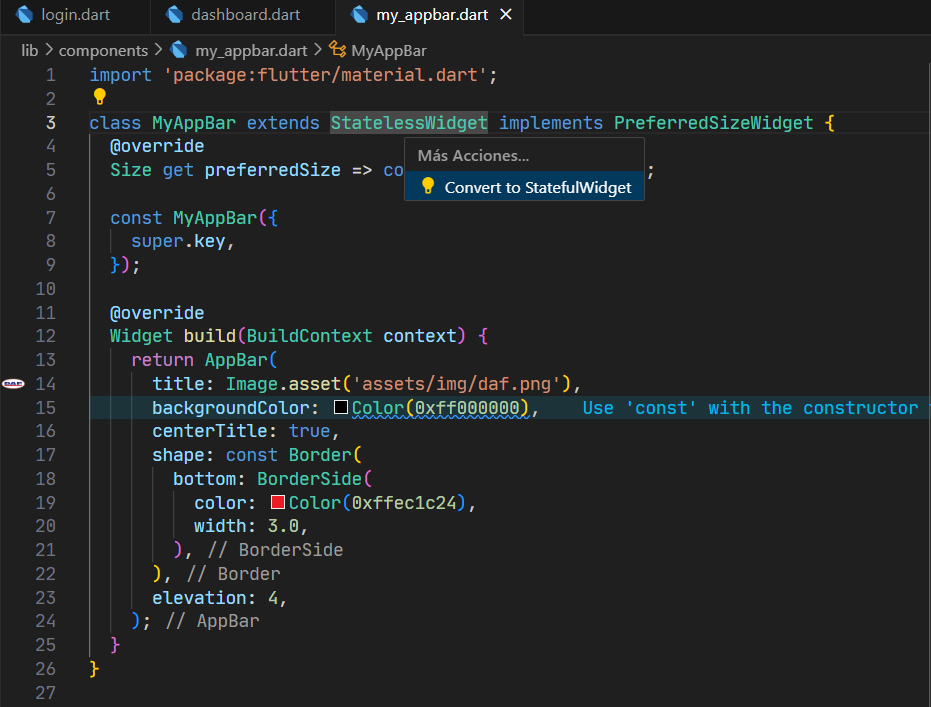 login.dart dashboard.dart my_appbar.dart
lib > components > my_appbar.dart > MyAppBar
1 import 'package:flutter/material.dart';
2
3 class MyAppBar extends StatelessWidget implements PreferredSizeWidget {
4 @override
Más Acciones...
5 Size get preferredSize => co ;
Convert to StatefulWidget
6
7 const MyAppBar({
8 super.key,
9 });
10
11 @override
12 Widget build(BuildContext context) {
13 return AppBar(
DAF 14 title: Image.asset('assets/img/daf.png'),
15 backgroundColor: Color(0xff000000), Use 'const' with the constructor
16 centerTitle: true,
17 shape: const Border(
18 bottom: BorderSide(
19 color: Color(0xffec1c24),
20 width: 3.0,
21 ), // BorderSide
22 ), // Border
23 elevation: 4,
24 ); // AppBar
25 }
26 }
27